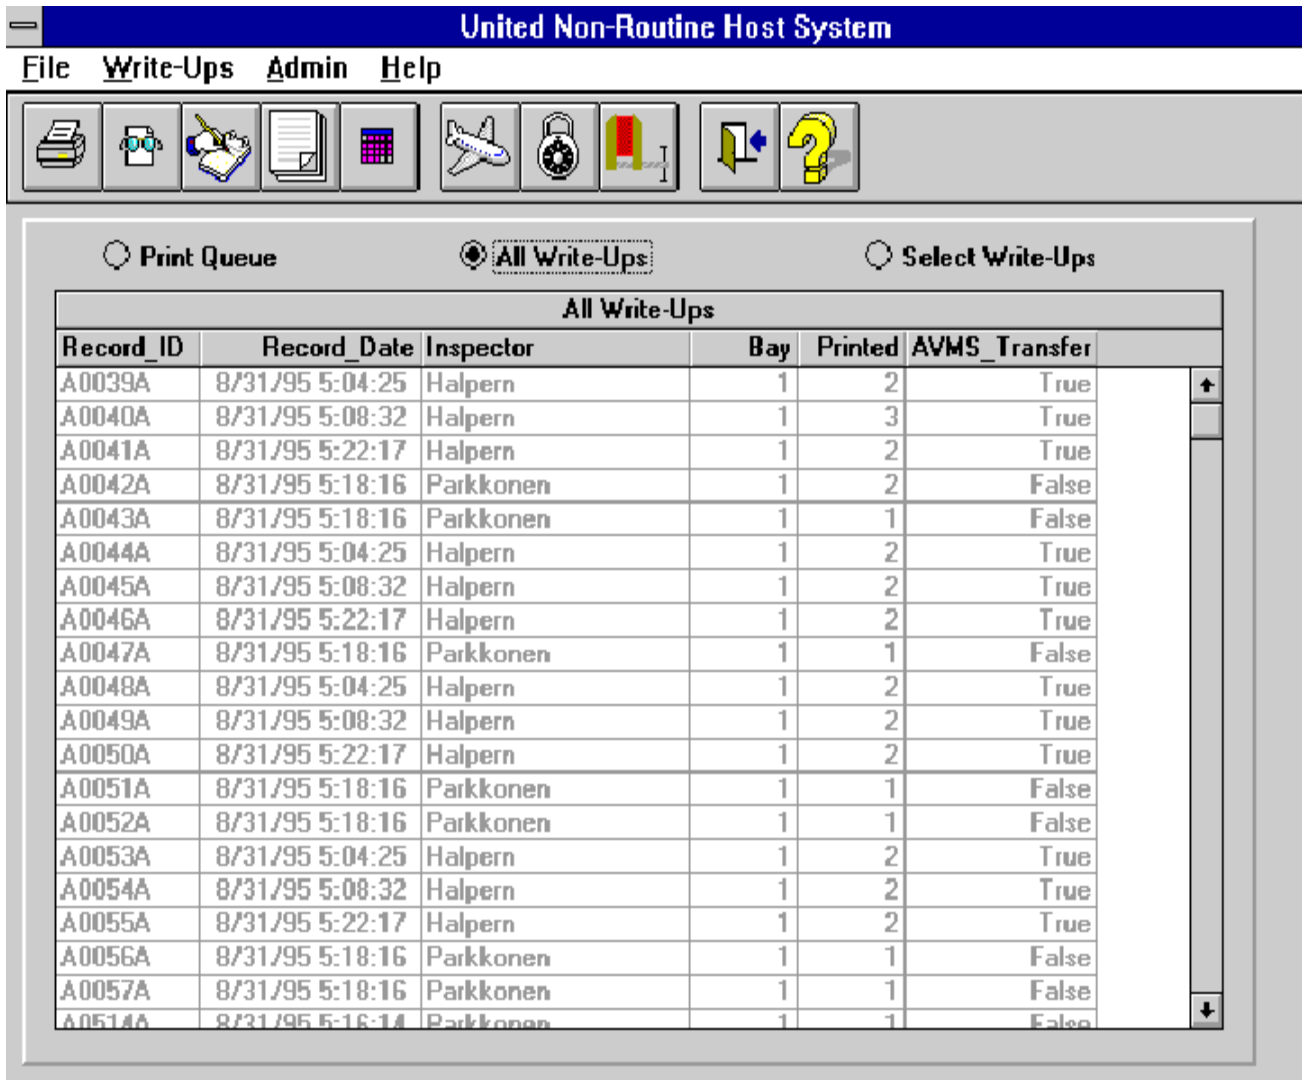 United Non-Routine Host System
File Write-Ups Admin Help
Print Queue All Write-Ups Select Write-Ups
All Write-Ups
Record_ID Record_Date Inspector Bay Printed AVMS_Transfer
A0039A 8/31/95 5:04:25 Halpern 1 2 True
A0040A 8/31/95 5:08:32 Halpern 1 3 True
A0041A 8/31/95 5:22:17 Halpern 1 2 True
A0042A 8/31/95 5:18:16 Parkkonen 1 2 False
A0043A 8/31/95 5:18:16 Parkkonen 1 1 False
A0044A 8/31/95 5:04:25 Halpern 1 2 True
A0045A 8/31/95 5:08:32 Halpern 1 2 True
A0046A 8/31/95 5:22:17 Halpern 1 2 True
A0047A 8/31/95 5:18:16 Parkkonen 1 1 False
A0048A 8/31/95 5:04:25 Halpern 1 2 True
A0049A 8/31/95 5:08:32 Halpern 1 2 True
A0050A 8/31/95 5:22:17 Halpern 1 2 True
A0051A 8/31/95 5:18:16 Parkkonen 1 1 False
A0052A 8/31/95 5:18:16 Parkkonen 1 1 False
A0053A 8/31/95 5:04:25 Halpern 1 2 True
A0054A 8/31/95 5:08:32 Halpern 1 2 True
A0055A 8/31/95 5:22:17 Halpern 1 2 True
A0056A 8/31/95 5:18:16 Parkkonen 1 1 False
A0057A 8/31/95 5:18:16 Parkkonen 1 1 False
A0514A 8/31/95 5:16:14 Parkkonen 1 1 False